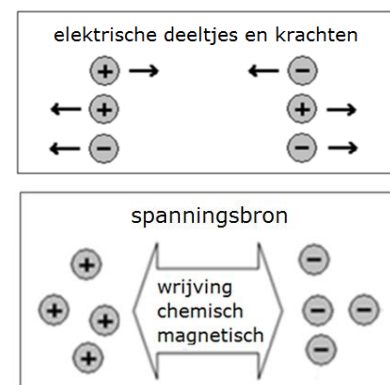 elektrische deeltjes en krachten
+ −
+ +
− −
spanningsbron
+ −
+ + − −
+ −
wrijving
chemisch
magnetisch